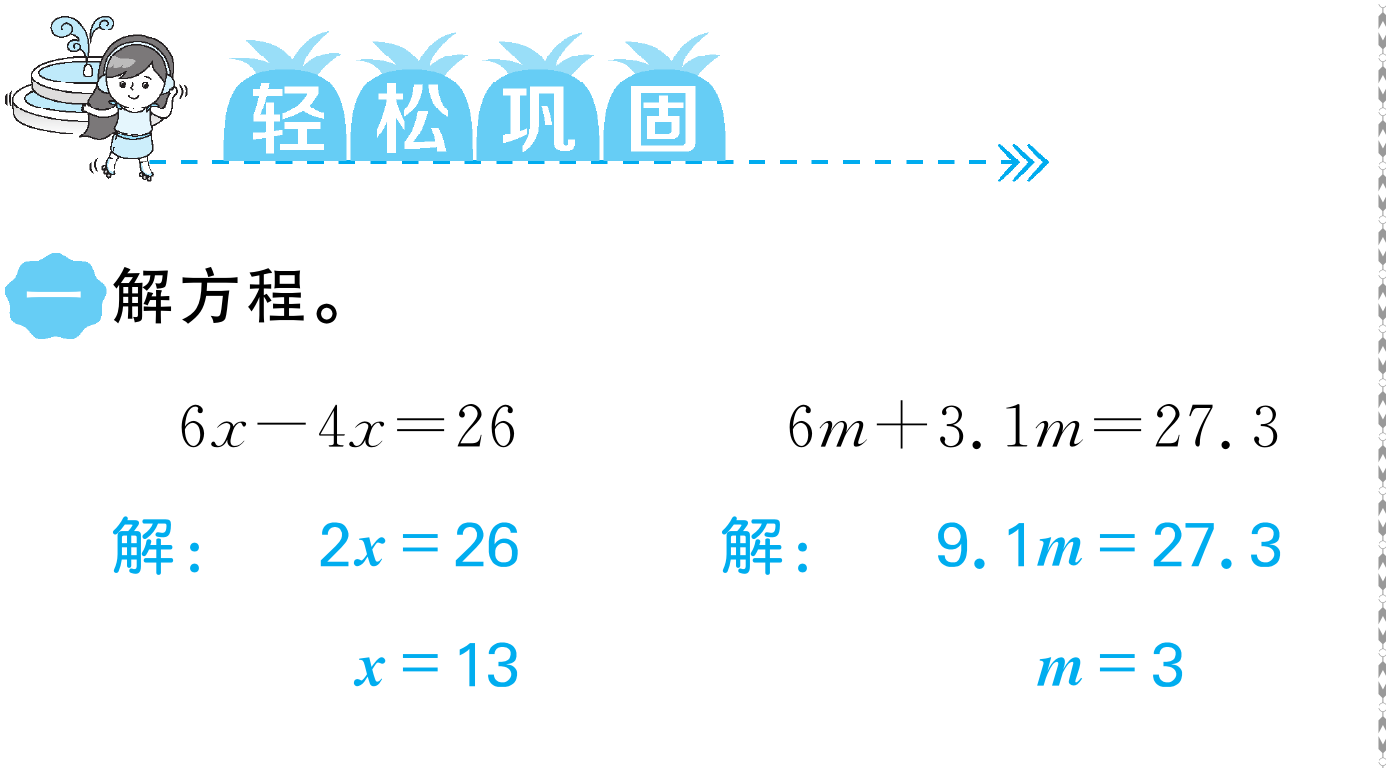 轻松巩固
一 解方程。
6x－4x＝26 6m＋3.1m＝27.3
解： 2x＝26 解： 9.1m＝27.3
x＝13 m＝3